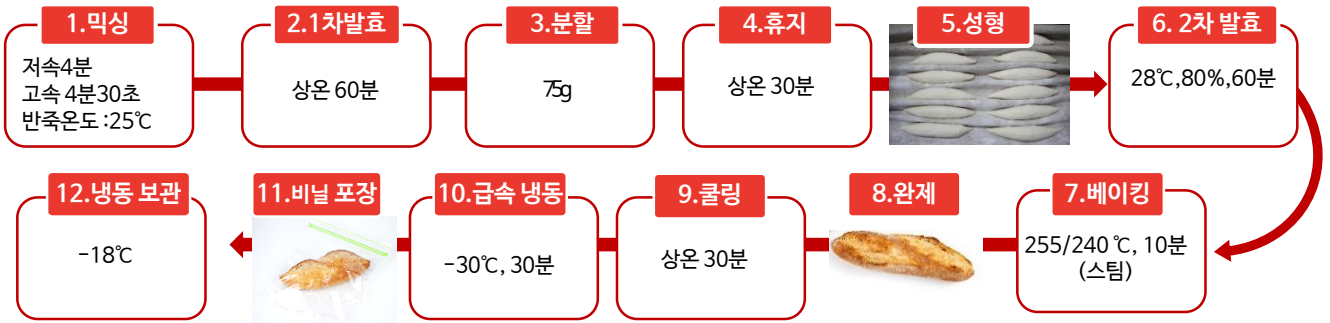 1.믹싱
저속4분
고속 4분30초
반죽온도 :25℃
2.1차발효
상온 60분
3.분할
75g
4.휴지
상온 30분
5.성형
6. 2차 발효
28℃,80%,60분
7.베이킹
255/240 ℃, 10분
(스팀)
8.완제
9.쿨링
상온 30분
10.급속 냉동
-30℃, 30분
11.비닐 포장
12.냉동 보관
-18℃